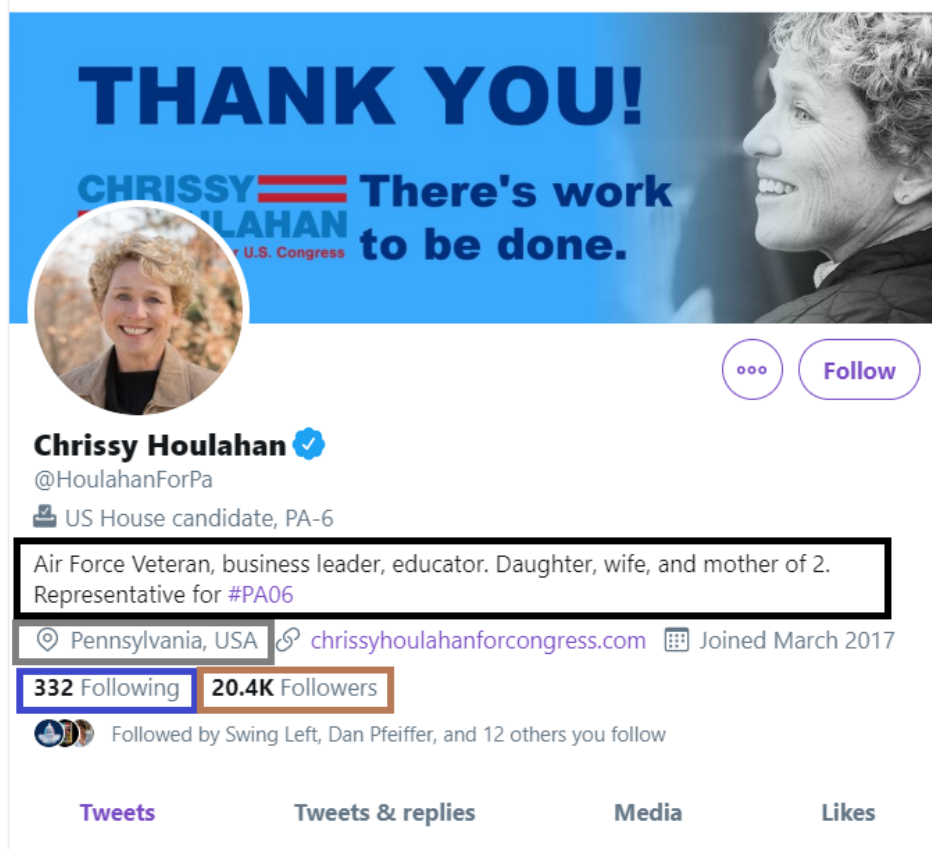 THANK YOU!
CHRISSY There's work
LAHAN to be done.
U.S. Congress
Follow
Chrissy Houlahan
@HoulahanForPa
US House candidate, PA-6
Air Force Veteran, business leader, educator. Daughter, wife, and mother of 2.
Representative for #PA06
Pennsylvania, USA chrissyhoulahanforcongress.com Joined March 2017
332 Following 20.4K Followers
Followed by Swing Left, Dan Pfeiffer, and 12 others you follow
Tweets Tweets & replies Media Likes